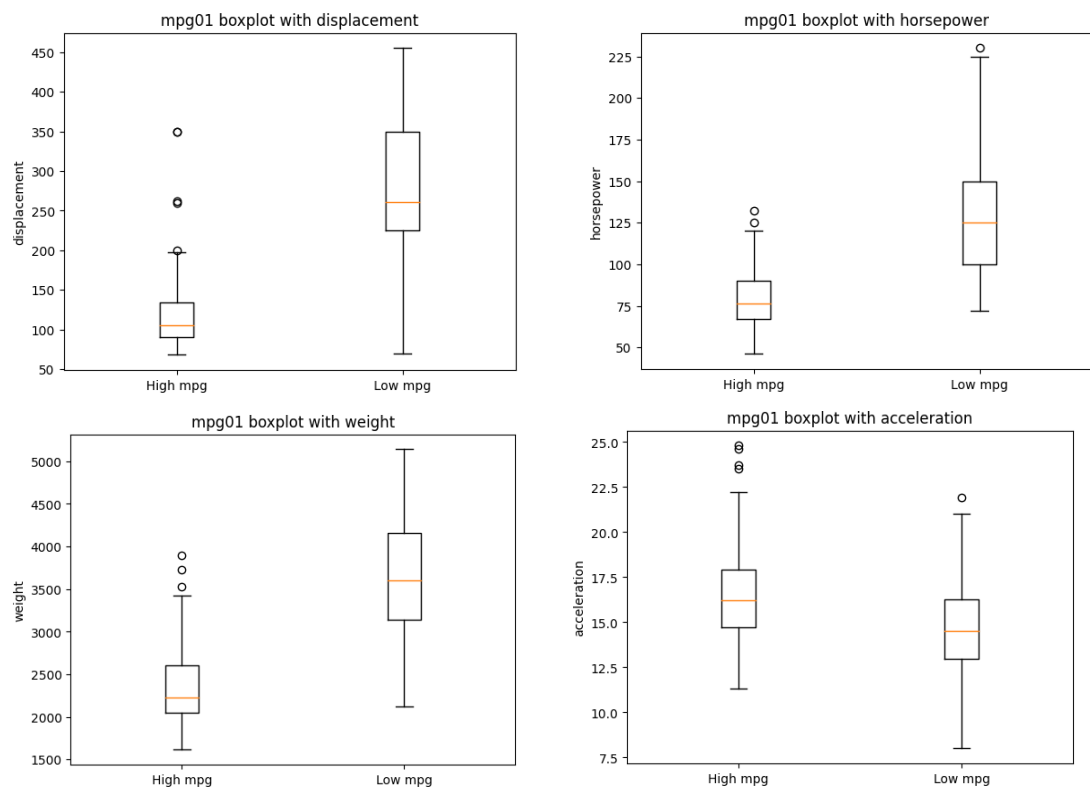 mpg01 boxplot with displacement
450
400
350
300
250
200
150
100
50
displacement
High mpg
Low mpg
mpg01 boxplot with horsepower
225
200
175
150
125
100
75
50
horsepower
High mpg
Low mpg
mpg01 boxplot with weight
5000
4500
4000
3500
3000
2500
2000
1500
weight
High mpg
Low mpg
mpg01 boxplot with acceleration
25.0
22.5
20.0
17.5
15.0
12.5
10.0
7.5
acceleration
High mpg
Low mpg